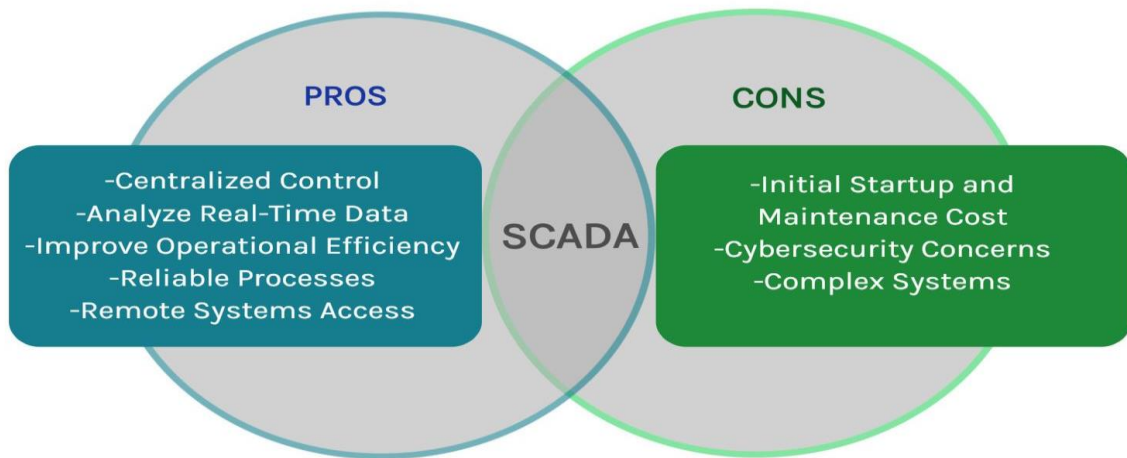 PROS
-Centralized Control
-Analyze Real-Time Data
-Improve Operational Efficiency
-Reliable Processes
-Remote Systems Access
SCADA
CONS
-Initial Startup and
Maintenance Cost
-Cybersecurity Concerns
-Complex Systems